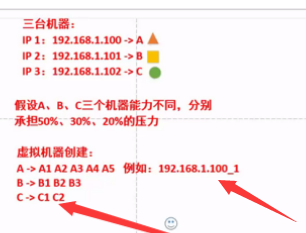 三台机器：
IP 1：192.168.1.100 -> A
IP 2：192.168.1.101 -> B
IP 3：192.168.1.102 -> C
假设A、B、C三个机器能力不同，分别
承担50%、30%、20%的压力
虚拟机器创建：
A -> A1 A2 A3 A4 A5 例如：192.168.1.100_1
B -> B1 B2 B3
C -> C1 C2